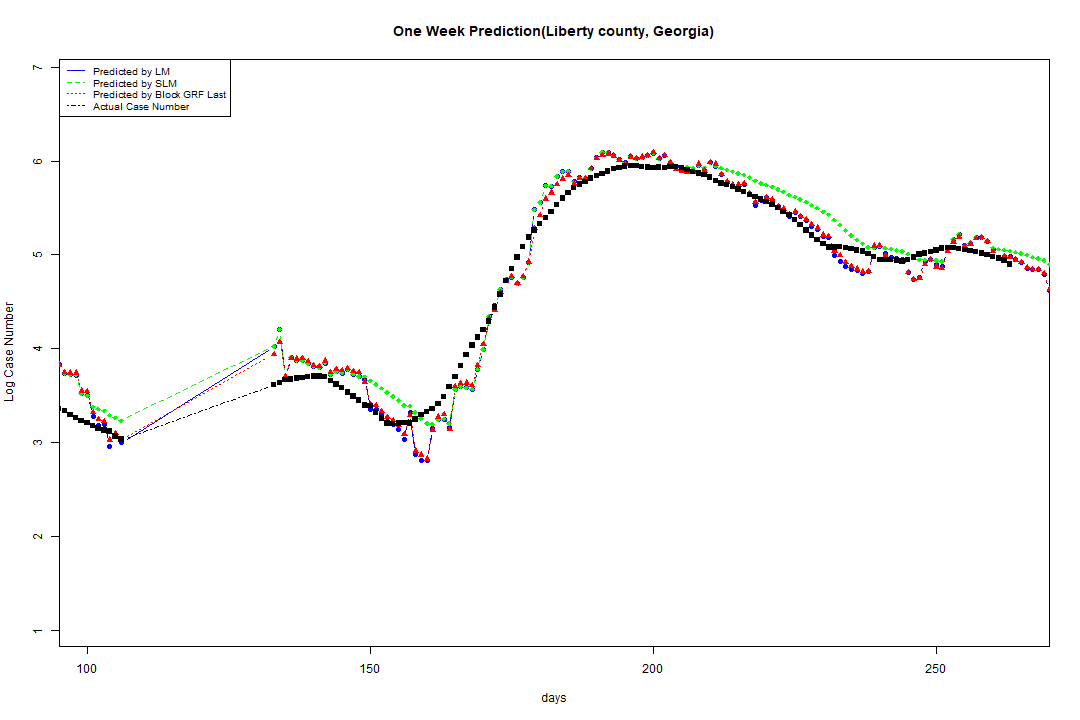 One Week Prediction(Liberty county, Georgia)
Predicted by LM
Predicted by SLM
Predicted by Block GRF Last
Actual Case Number
Log Case Number
7
6
5
4
3
2
1
100 150 200 250
days